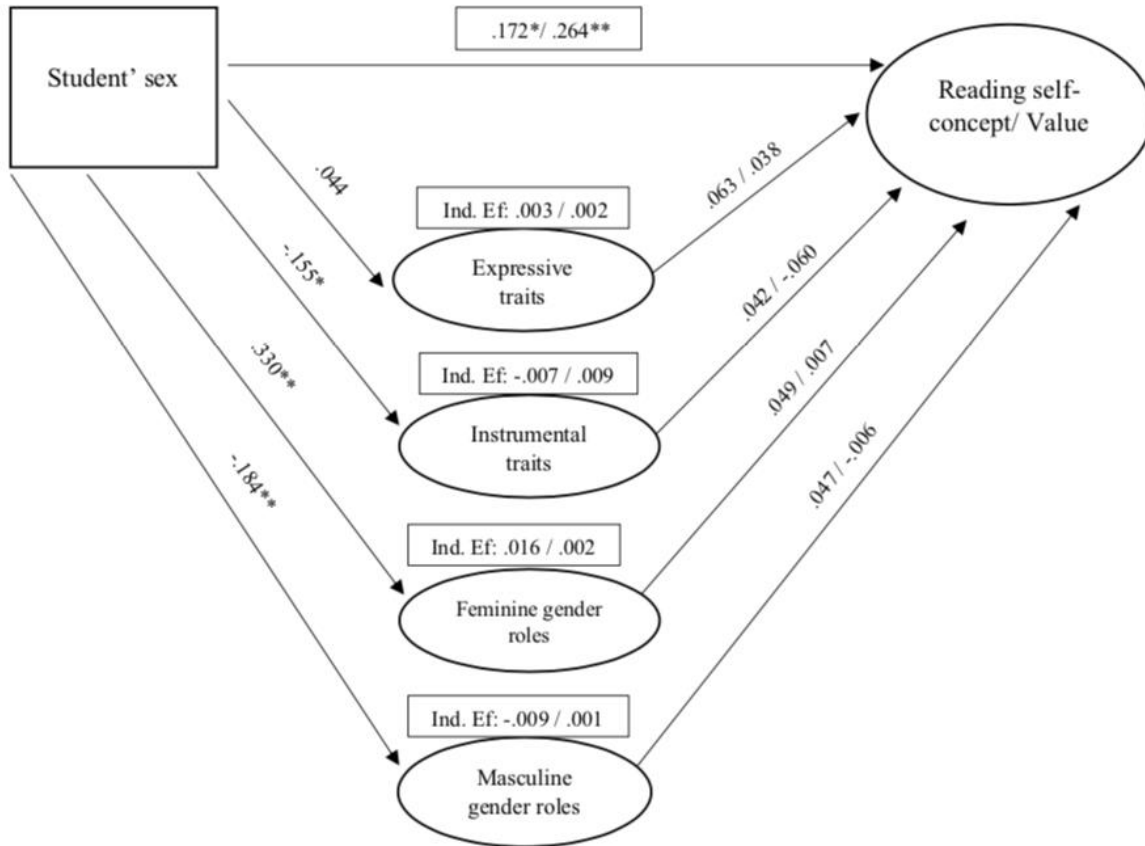 .172*/ .264**
Student' sex
Reading self-
concept/ Value
.044
.063 / .038
Ind. Ef: .003 / .002
Expressive
traits
-.155*
.042 / -.060
Ind. Ef: -.007 / .009
Instrumental
traits
.330**
.049 / .007
Ind. Ef: .016 / .002
Feminine gender
roles
-.184**
.047 / -.006
Ind. Ef: -.009 / .001
Masculine
gender roles